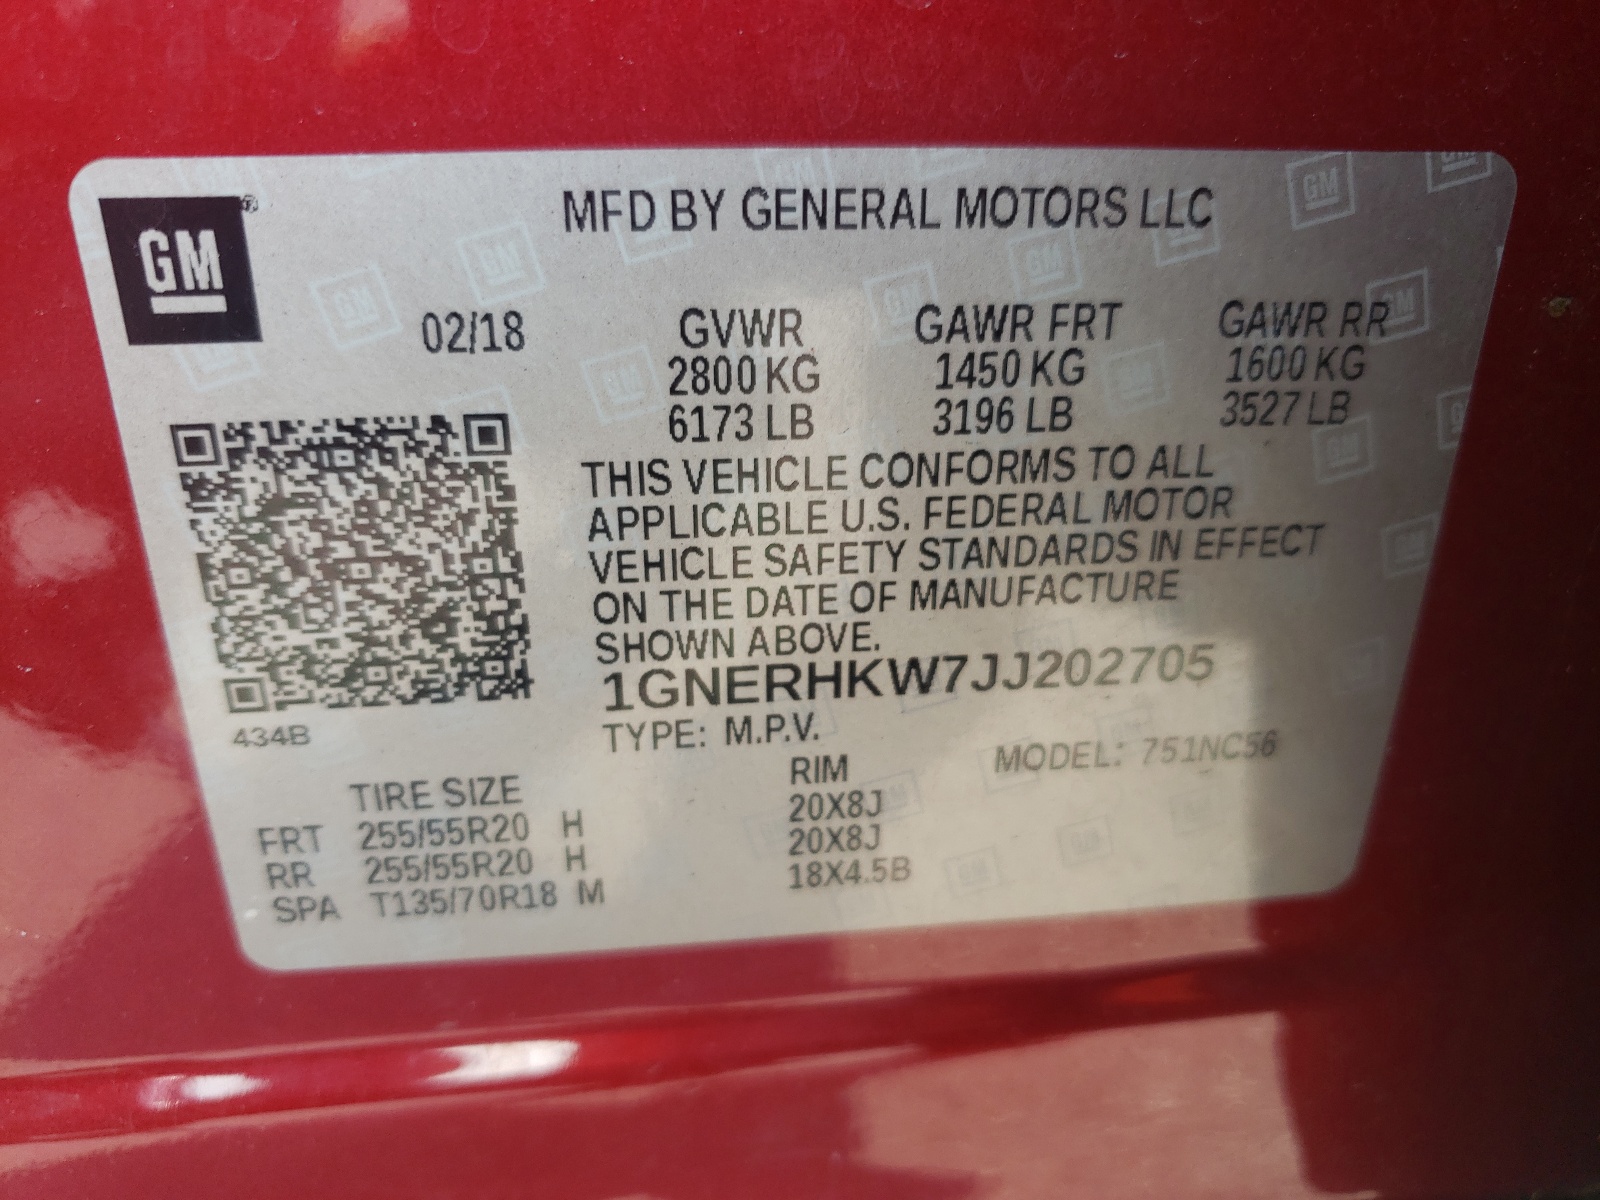 GM
MFD BY GENERAL MOTORS LLC
02/18 GVWR GAWR FRT GAWR RR
2800 KG 1450 KG 1600 KG
6173 LB 3196 LB 3527 LB
THIS VEHICLE CONFORMS TO ALL
APPLICABLE U.S. FEDERAL MOTOR
VEHICLE SAFETY STANDARDS IN EFFECT
ON THE DATE OF MANUFACTURE
SHOWN ABOVE.
1GNERHKW7JJ202705
434B
TYPE: M.P.V. MODEL: 751NC56
TIRE SIZE RIM
FRT 255/55R20 H 20X8J
RR 255/55R20 H 20X8J
SPA T135/70R18 M 18X4.5B